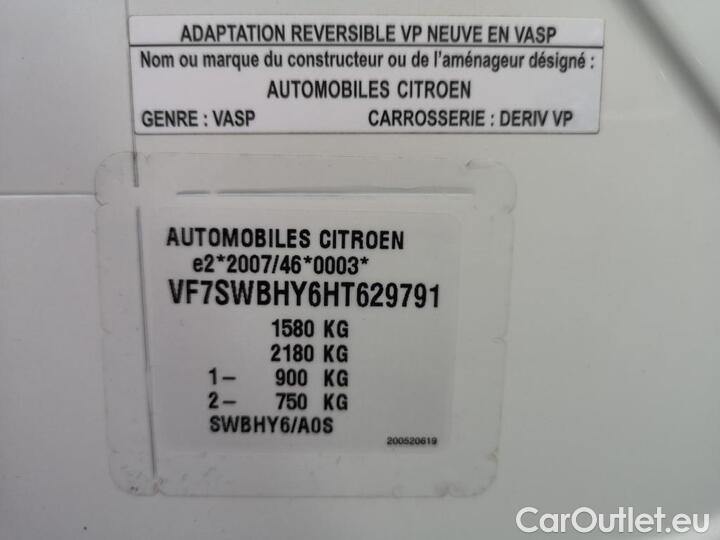 ADAPTATION REVERSIBLE VP NEUVE EN VASP
Nom ou marque du constructeur ou de l'aménageur désigné :
AUTOMOBILES CITROEN
GENRE : VASP CARROSSERIE : DERIV VP
AUTOMOBILES CITROEN
e2*2007/46*0003*
VF7SWBHY6HT629791
1580 KG
2180 KG
1- 900 KG
2- 750 KG
SWBHY6/A0S
200520619
CarOutlet.eu